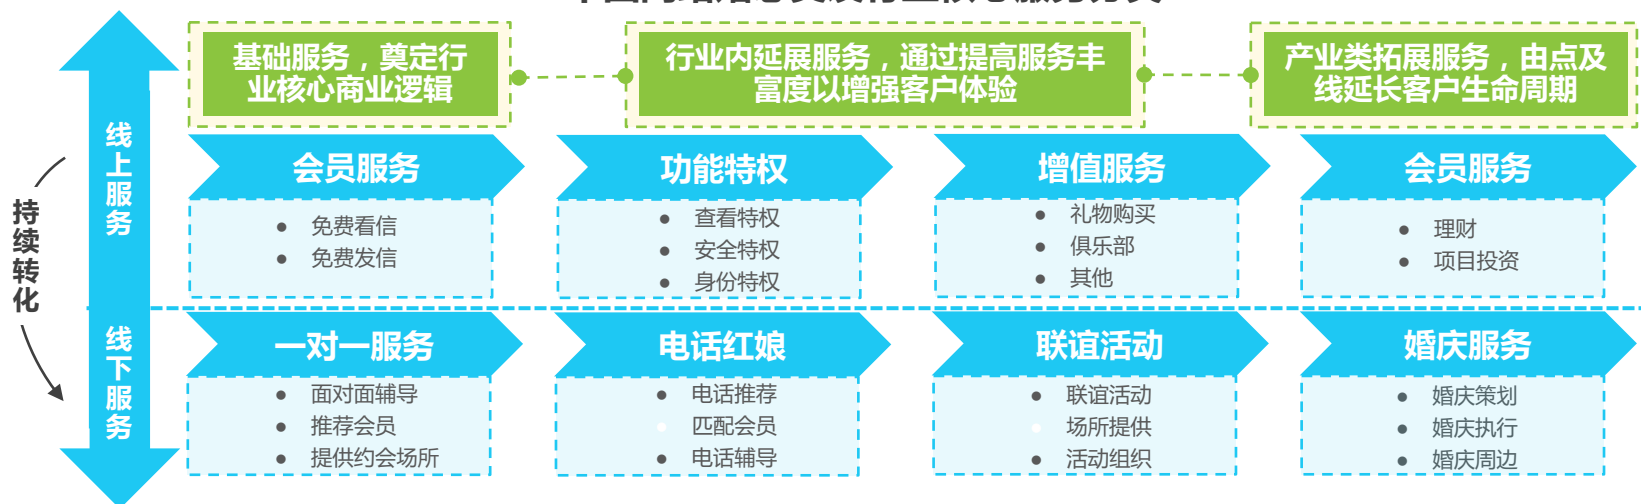 基础服务，奠定行
业核心商业逻辑
行业内延展服务，通过提高服务丰
富度以增强客户体验
产业类拓展服务，由点及
线延长客户生命周期
线上服务
持续转化
线下服务
会员服务
免费看信
免费发信
功能特权
查看特权
安全特权
身份特权
增值服务
礼物购买
俱乐部
其他
会员服务
理财
项目投资
一对一服务
面对面辅导
推荐会员
提供约会场所
电话红娘
电话推荐
匹配会员
电话辅导
联谊活动
联谊活动
场所提供
活动组织
婚庆服务
婚庆策划
婚庆执行
婚庆周边